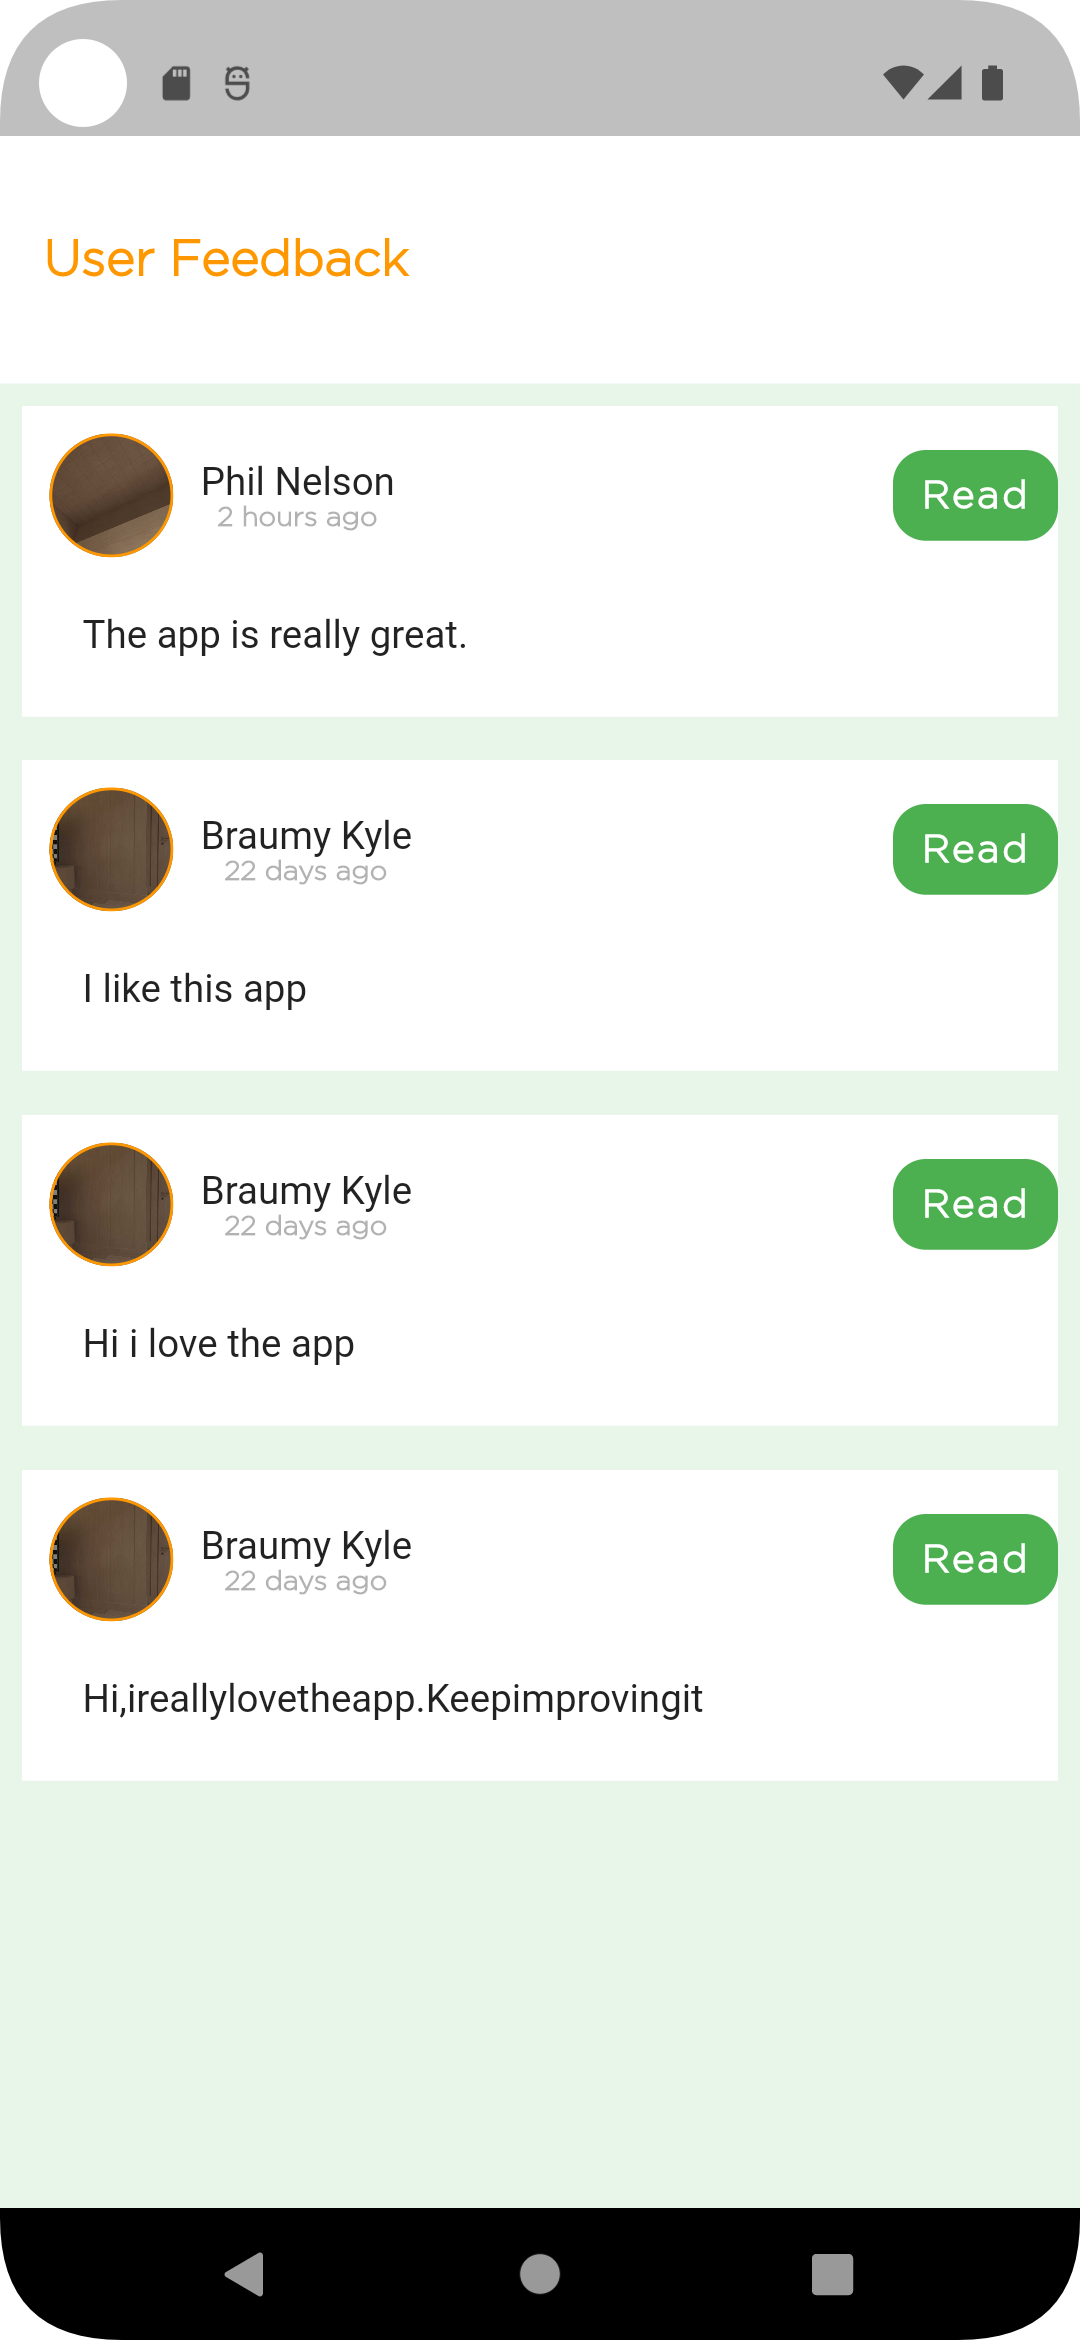 User Feedback
Phil Nelson
2 hours ago
Read
The app is really great.
Braumy Kyle
22 days ago
Read
I like this app
Braumy Kyle
22 days ago
Read
Hi i love the app
Braumy Kyle
22 days ago
Read
Hi,ireallylovetheapp.Keepimprovingit